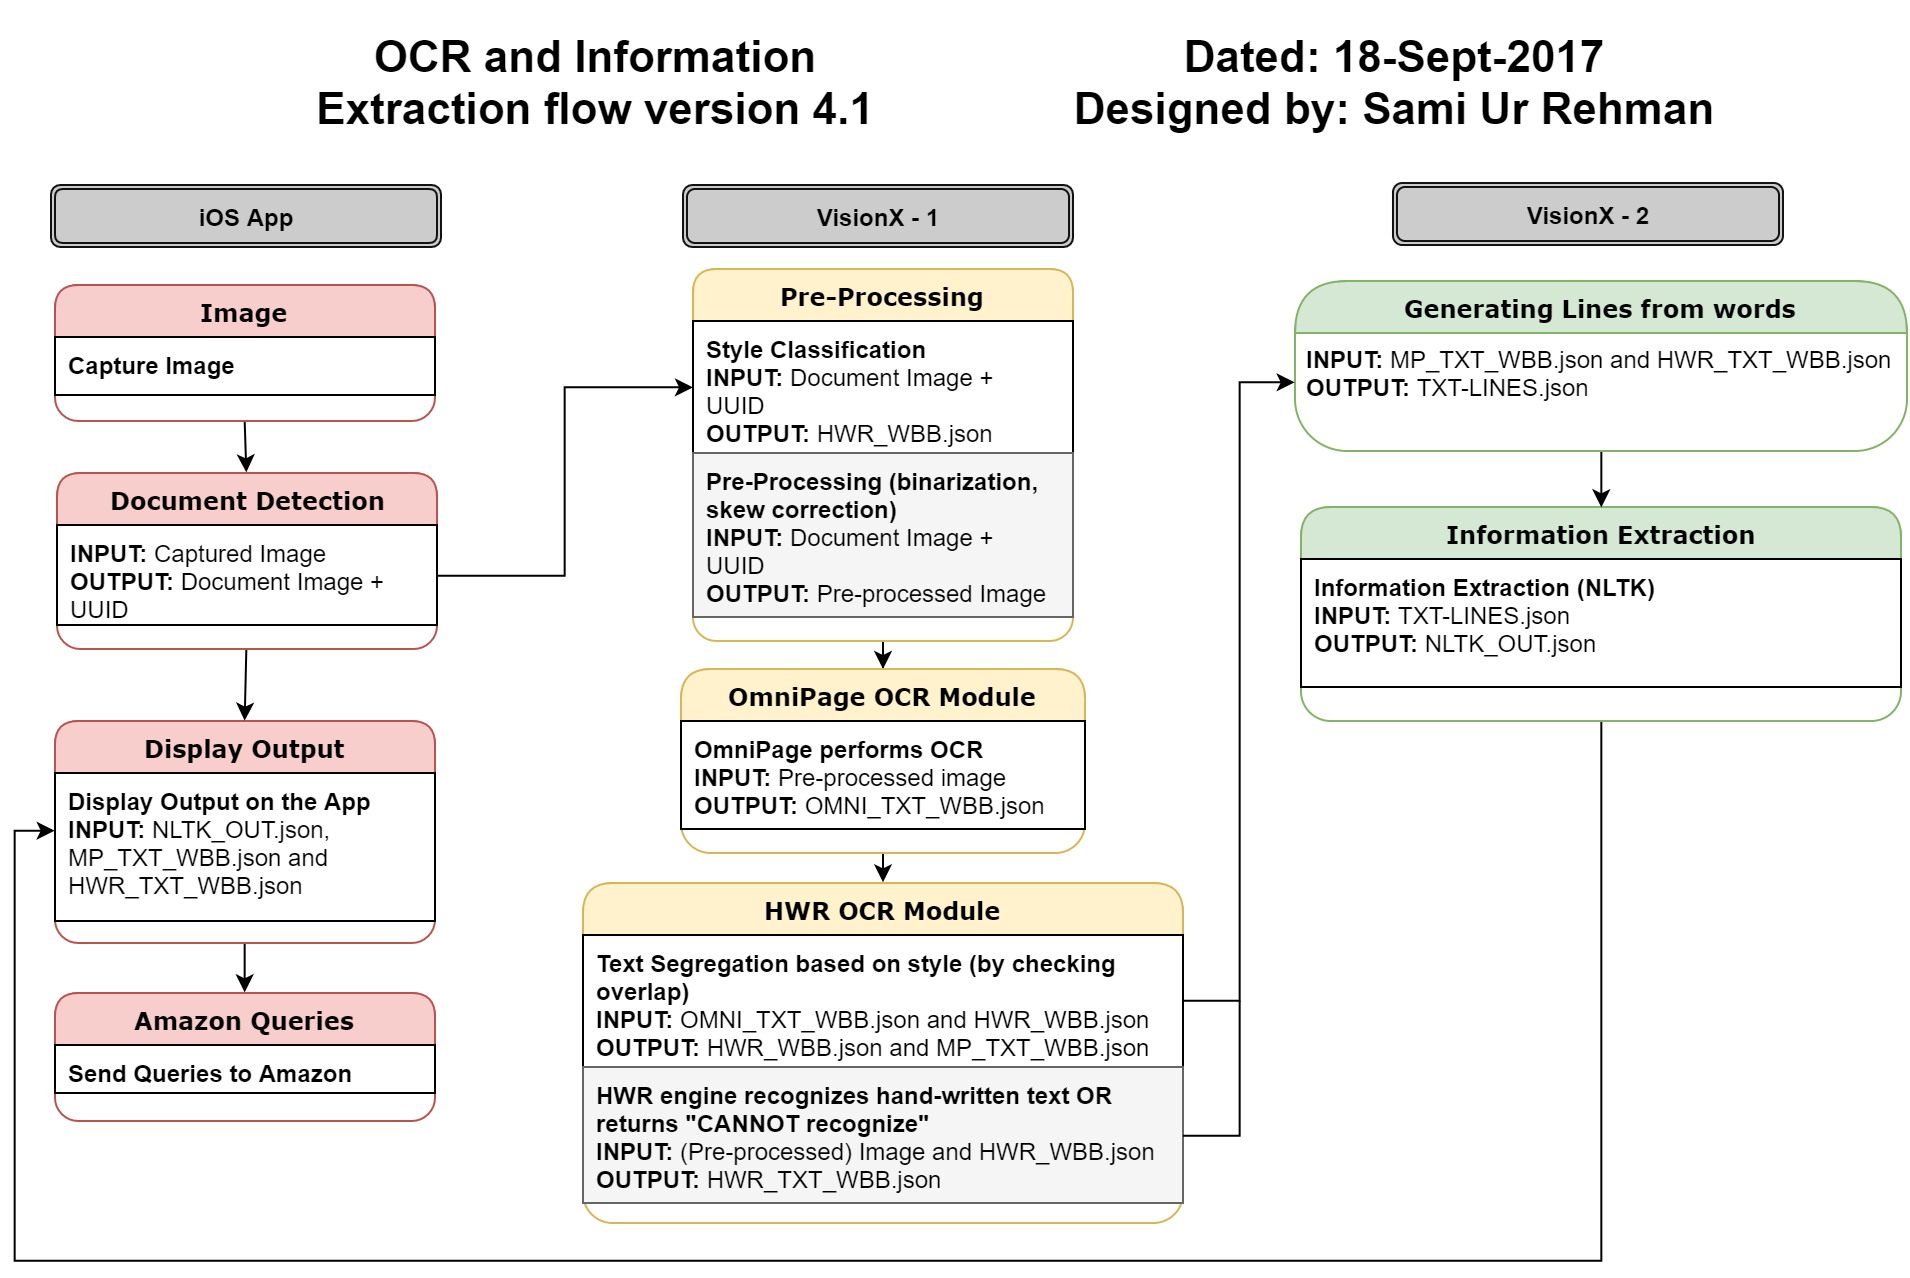 OCR and Information
Extraction flow version 4.1
Dated: 18-Sept-2017
Designed by: Sami Ur Rehman
iOS App
Image
Capture Image
Document Detection
INPUT: Captured Image
OUTPUT: Document Image +
UUID
Display Output
Display Output on the App
INPUT: NLTK_OUT.json,
MP_TXT_WBB.json and
HWR_TXT_WBB.json
Amazon Queries
Send Queries to Amazon
VisionX - 1
Pre-Processing
Style Classification
INPUT: Document Image +
UUID
OUTPUT: HWR_WBB.json
Pre-Processing (binarization,
skew correction)
INPUT: Document Image +
UUID
OUTPUT: Pre-processed Image
OmniPage OCR Module
OmniPage performs OCR
INPUT: Pre-processed image
OUTPUT: OMNI_TXT_WBB.json
HWR OCR Module
Text Segregation based on style (by checking
overlap)
INPUT: OMNI_TXT_WBB.json and HWR_WBB.json
OUTPUT: HWR_WBB.json and MP_TXT_WBB.json
HWR engine recognizes hand-written text OR
returns "CANNOT recognize"
INPUT: (Pre-processed) Image and HWR_WBB.json
OUTPUT: HWR_TXT_WBB.json
VisionX - 2
Generating Lines from words
INPUT: MP_TXT_WBB.json and HWR_TXT_WBB.json
OUTPUT: TXT-LINES.json
Information Extraction
Information Extraction (NLTK)
INPUT: TXT-LINES.json
OUTPUT: NLTK_OUT.json